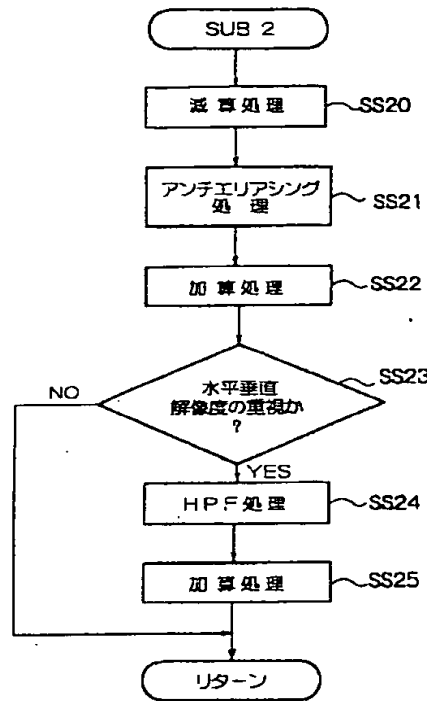 SUB 2
減算処理
SS20
アンチエリアシング
処理
SS21
加算処理
SS22
水平垂直
解像度の重視か
?
SS23
NO
YES
HPF処理
SS24
加算処理
SS25
リターン